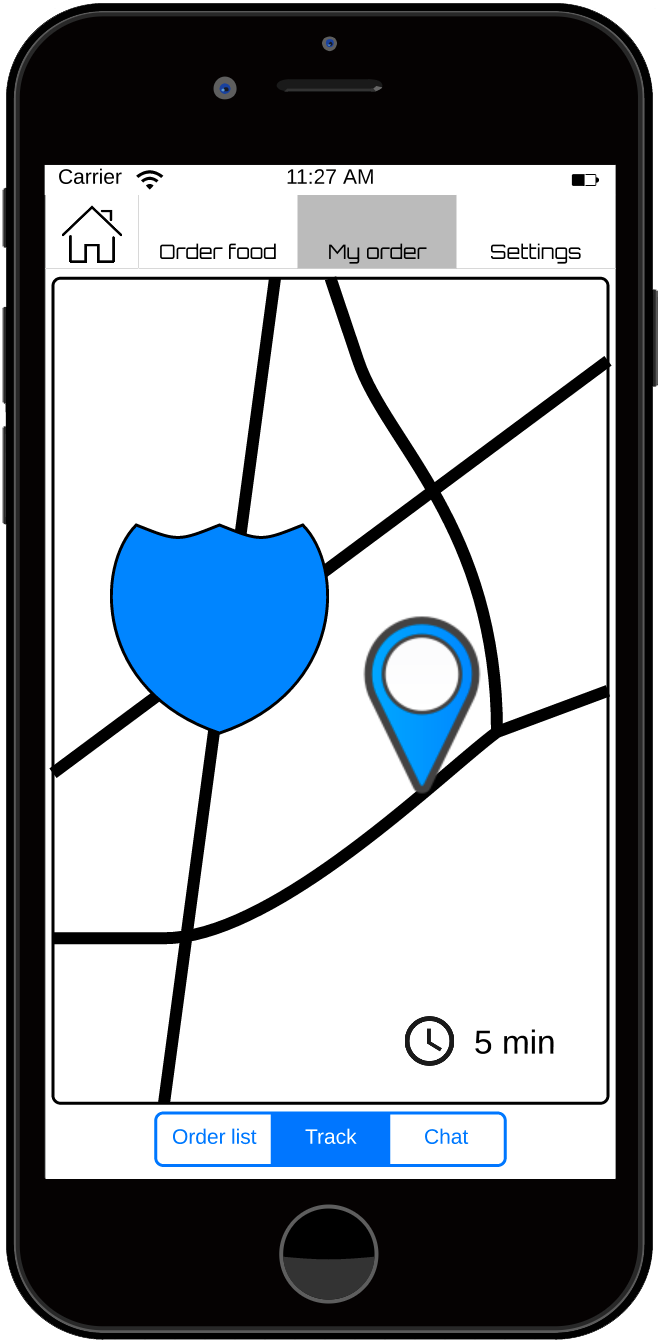 Carrier 11:27 AM
Order food My order Settings
5 min
Order list Track Chat